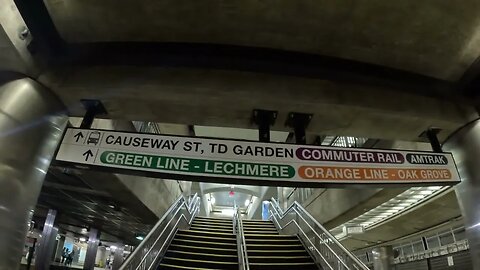 CAUSEWAY ST, TD GARDEN COMMUTER RAIL AMTRAK
GREEN LINE - LECHMERE ORANGE LINE - OAK GROVE